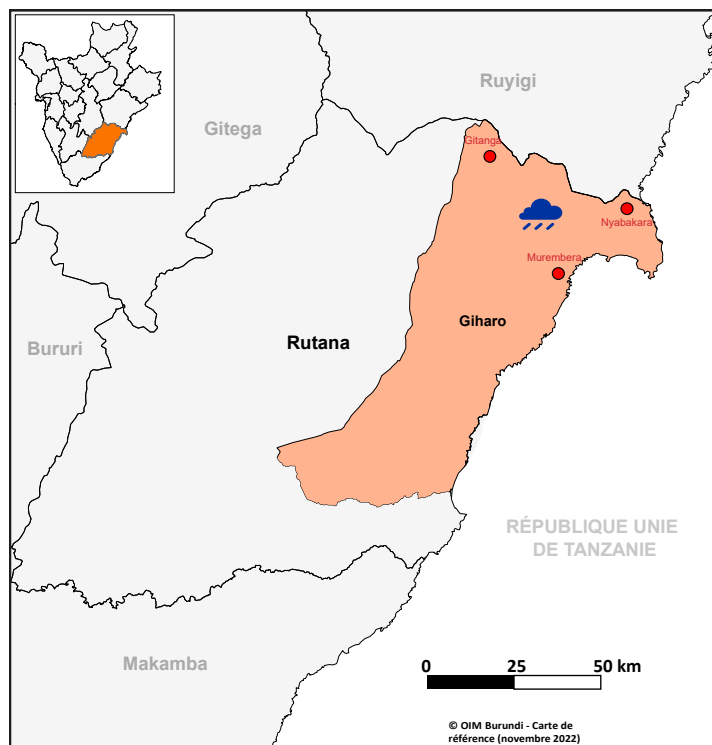 Ruyigi
Gitega
Gitanga
Nyabakara
Murembera
Giharo
Rutana
Bururi
RÉPUBLIQUE UNIE
DE TANZANIE
Makamba
0 25 50 km
© OIM Burundi - Carte de
référence (novembre 2022)